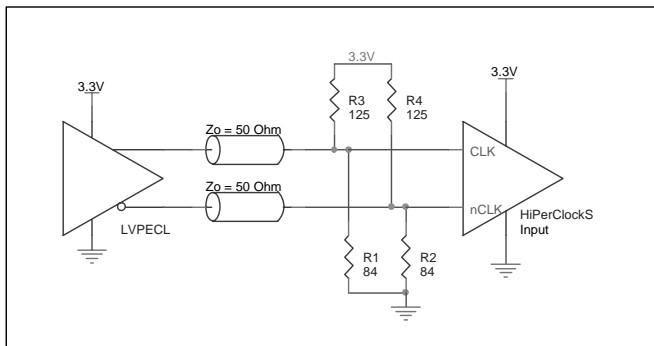 3.3V
3.3V
3.3V
R3
125
R4
125
Zo = 50 Ohm
CLK
Zo = 50 Ohm
nCLK
HiPerClockS
Input
LVPECL
R1
84
R2
84